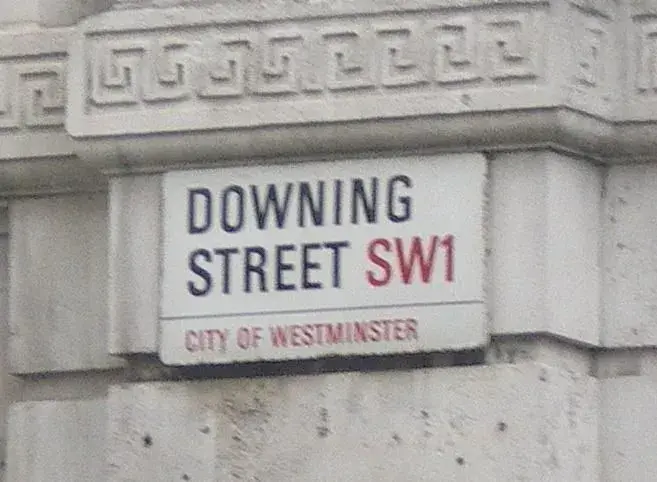 DOWNING
STREET SW1
CITY OF WESTMINSTER